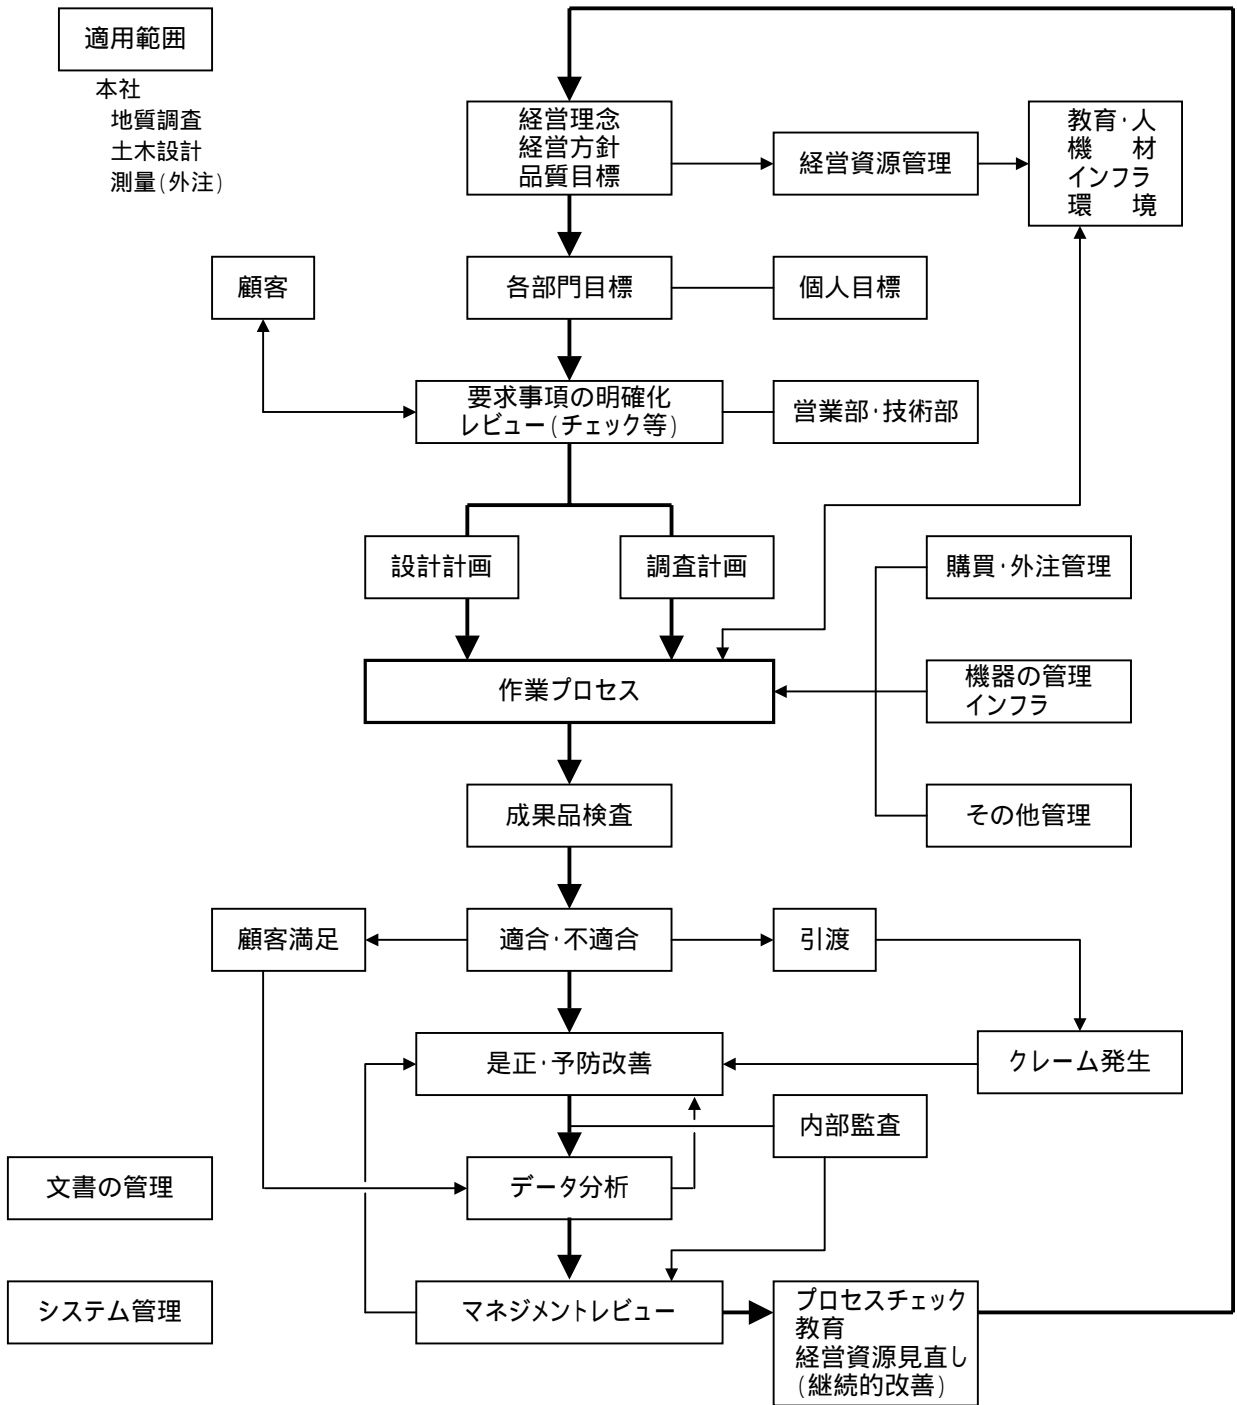 適用範囲
本社
地質調査
土木設計
測量(外注)
経営理念
経営方針
品質目標
経営資源管理
教育・人
機　材
インフラ
環　境
顧客
各部門目標
個人目標
要求事項の明確化
レビュー(チェック等)
営業部・技術部
設計計画
調査計画
購買・外注管理
作業プロセス
機器の管理
インフラ
成果品検査
その他管理
顧客満足
適合・不適合
引渡
是正・予防改善
クレーム発生
内部監査
文書の管理
データ分析
システム管理
マネジメントレビュー
プロセスチェック
教育
経営資源見直し
(継続的改善)